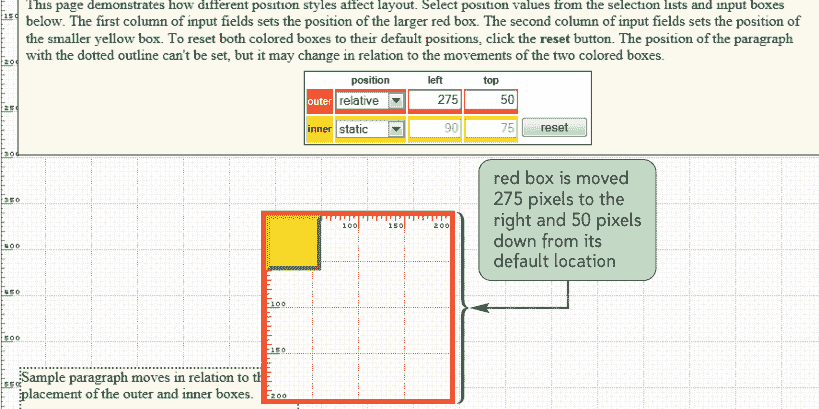 This page demonstrates how different position styles affect layout. Select position values from the selection lists and input boxes
below. The first column of input fields sets the position of the larger red box. The second column of input fields sets the position of
the smaller yellow box. To reset both colored boxes to their default positions, click the reset button. The position of the paragraph
with the dotted outline can't be set, but it may change in relation to the movements of the two colored boxes.
position left top
outer relative 275 50
inner static 90 75 reset
150
200
250
300
350
400
450
500
550
red box is moved
275 pixels to the
right and 50 pixels
down from its
default location
100 150 200
100
150
200
Sample paragraph moves in relation to th
placement of the outer and inner boxes.